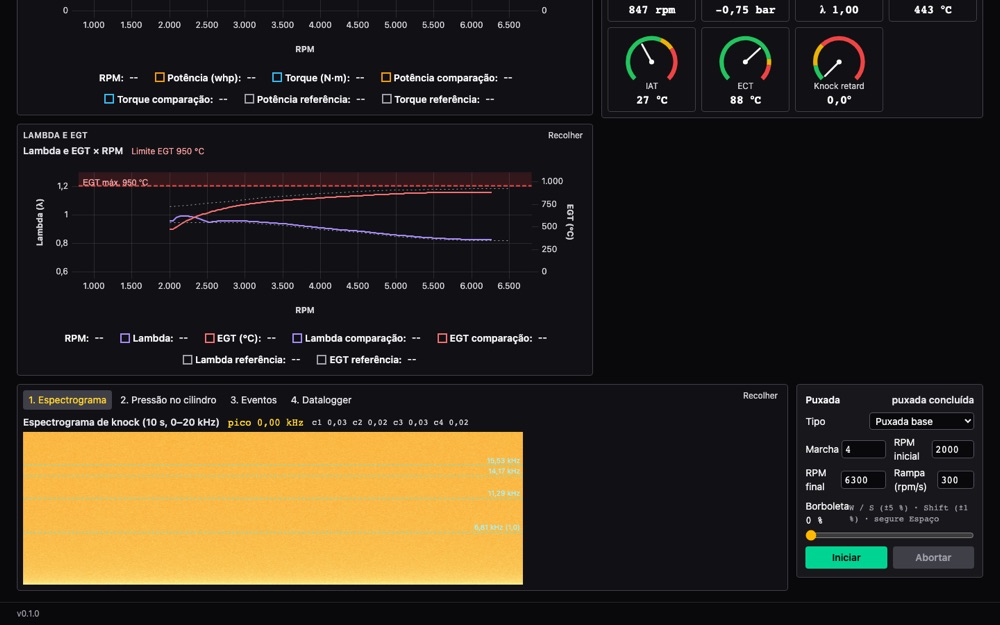 0 0
1.000 1.500 2.000 2.500 3.000 3.500 4.000 4.500 5.000 5.500 6.000 6.500
RPM
RPM: -- Potência (whp): -- Torque (N·m): -- Potência comparação: --
Torque comparação: -- Potência referência: -- Torque referência: --
847 rpm -0,75 bar λ 1,00 443 °C
IAT ECT Knock retard
27 °C 88 °C 0,0°
LAMBDA E EGT Recolher
Lambda e EGT × RPM Limite EGT 950 °C
EGT máx. 950 °C
1,2
1
0,8
0,6
Lambda (λ)
1.000
750
500
250
0
EGT (°C)
1.000 1.500 2.000 2.500 3.000 3.500 4.000 4.500 5.000 5.500 6.000 6.500
RPM
RPM: -- Lambda: -- EGT (°C): -- Lambda comparação: -- EGT comparação: --
Lambda referência: -- EGT referência: --
1. Espectrograma 2. Pressão no cilindro 3. Eventos 4. Datalogger Recolher
Espectrograma de knock (10 s, 0–20 kHz) pico 0,00 kHz c1 0,03 c2 0,02 c3 0,03 c4 0,02
14,17 kHz
11,29 kHz
Puxada puxada concluída
Tipo Puxada base
Marcha 4 RPM inicial 2000
RPM final 6300 Rampa (rpm/s) 300
Borboleta W / S (±5 %) · Shift (±1
0 % %) · segure Espaço
Iniciar Abortar
v0.1.0